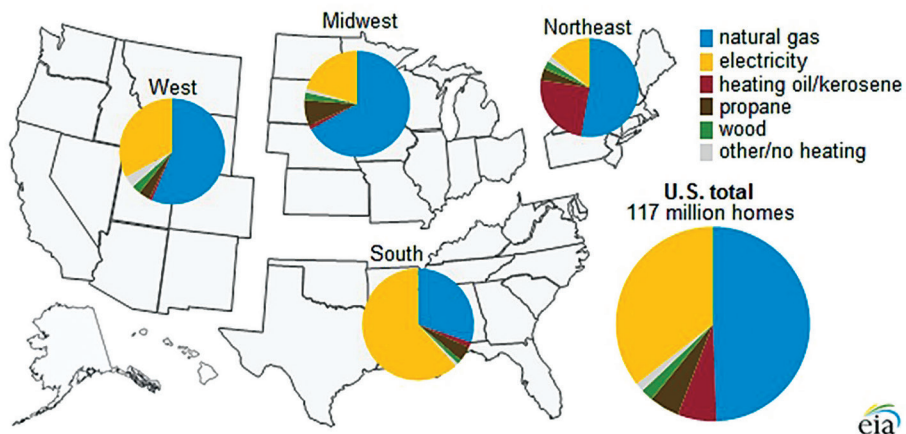 Midwest
Northeast
West
natural gas
electricity
heating oil/kerosene
propane
wood
other/no heating
U.S. total
117 million homes
South
eia